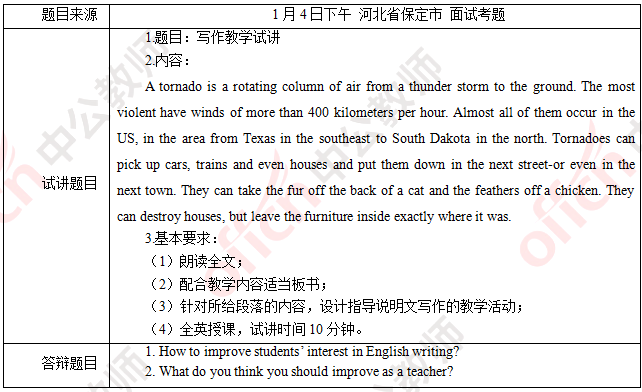 题目来源 1月4日下午 河北省保定市 面试考题
试讲题目
1.题目：写作教学试讲
2.内容：
A tornado is a rotating column of air from a thunder storm to the ground. The most
violent have winds of more than 400 kilometers per hour. Almost all of them occur in the
US, in the area from Texas in the southeast to South Dakota in the north. Tornadoes can
pick up cars, trains and even houses and put them down in the next street-or even in the
next town. They can take the fur off the back of a cat and the feathers off a chicken. They
can destroy houses, but leave the furniture inside exactly where it was.
3.基本要求：
（1）朗读全文；
（2）配合教学内容适当板书；
（3）针对所给段落的内容，设计指导说明文写作的教学活动；
（4）全英授课，试讲时间10分钟。
答辩题目
1. How to improve students’ interest in English writing?
2. What do you think you should improve as a teacher?
offcn中公教师